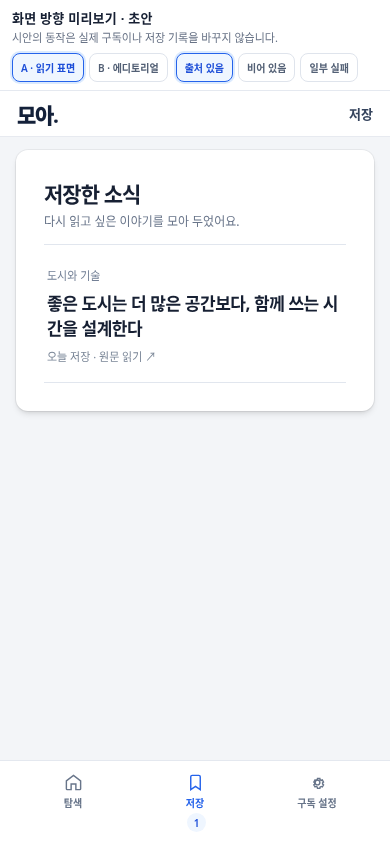 화면 방향 미리보기 · 초안
시안의 동작은 실제 구독이나 저장 기록을 바꾸지 않습니다.
A · 읽기 표면 B · 에디토리얼 출처 있음 비어 있음 일부 실패
모아. 저장
저장한 소식
다시 읽고 싶은 이야기를 모아 두었어요.
도시와 기술
좋은 도시는 더 많은 공간보다, 함께 쓰는 시
간을 설계한다
오늘 저장 · 원문 읽기 ↗
탐색 저장 구독 설정
1